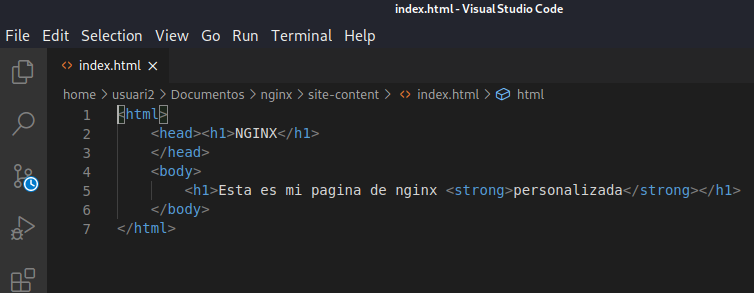 index.html - Visual Studio Code
File Edit Selection View Go Run Terminal Help
<> index.html ×
home > usuari2 > Documentos > nginx > site-content > <> index.html > html
1 <html>
2 <head><h1>NGINX</h1>
3 </head>
4 <body>
5 <h1>Esta es mi pagina de nginx <strong>personalizada</strong></h1>
6 </body>
7 </html>